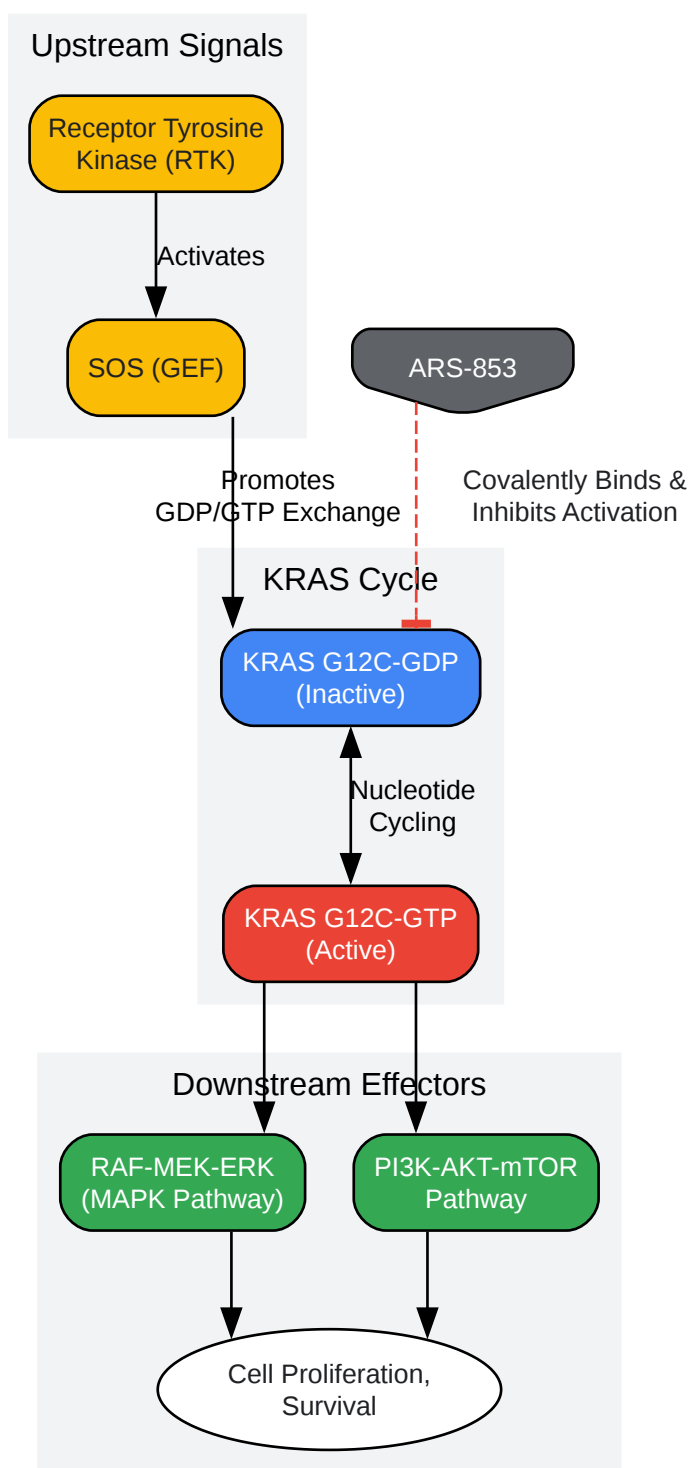 Upstream Signals
Receptor Tyrosine
Kinase (RTK)
Activates
SOS (GEF)
ARS-853
Promotes
GDP/GTP Exchange
Covalently Binds &
Inhibits Activation
KRAS Cycle
KRAS G12C-GDP
(Inactive)
Nucleotide
Cycling
KRAS G12C-GTP
(Active)
Downstream Effectors
RAF-MEK-ERK
(MAPK Pathway)
PI3K-AKT-mTOR
Pathway
Cell Proliferation,
Survival